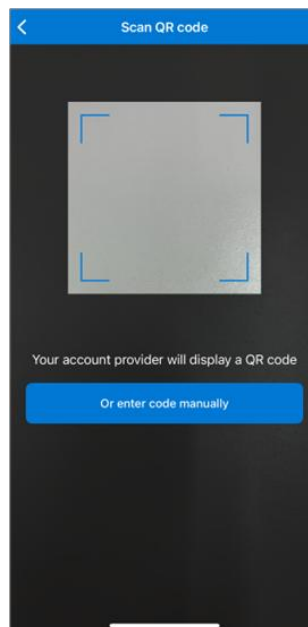 Scan QR code
Your account provider will display a QR code
Or enter code manually